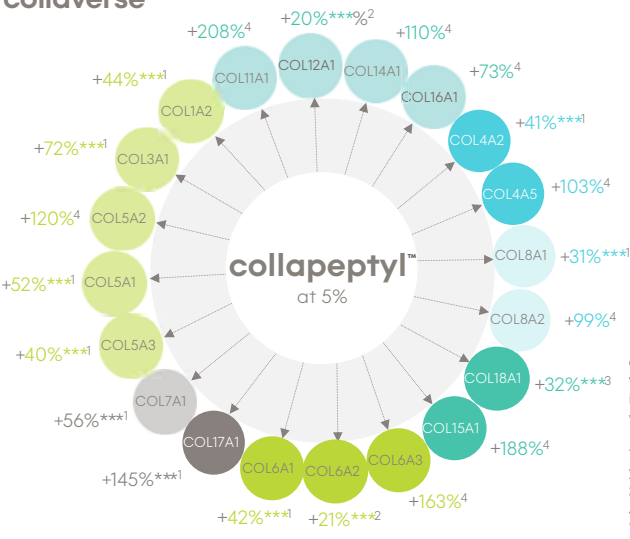 collaverse
+20%***%²
+208%⁴
+110%⁴
COL12A1
COL11A1
COL14A1
+73%⁴
+44%***¹
COL16A1
COL1A2
+41%***¹
COL4A2
+72%***¹
COL3A1
+103%⁴
COL4A5
+120%⁴
COL5A2
collapeptyl™
at 5%
COL8A1
+31%***¹
+52%***¹
COL5A1
COL8A2
+99%⁴
+40%***¹
COL5A3
COL18A1
+32%***³
COL7A1
+56%***¹
COL17A1
COL15A1
+188%⁴
+145%***¹
COL6A1
COL6A2
COL6A3
+163%⁴
+42%***¹
+21%***²